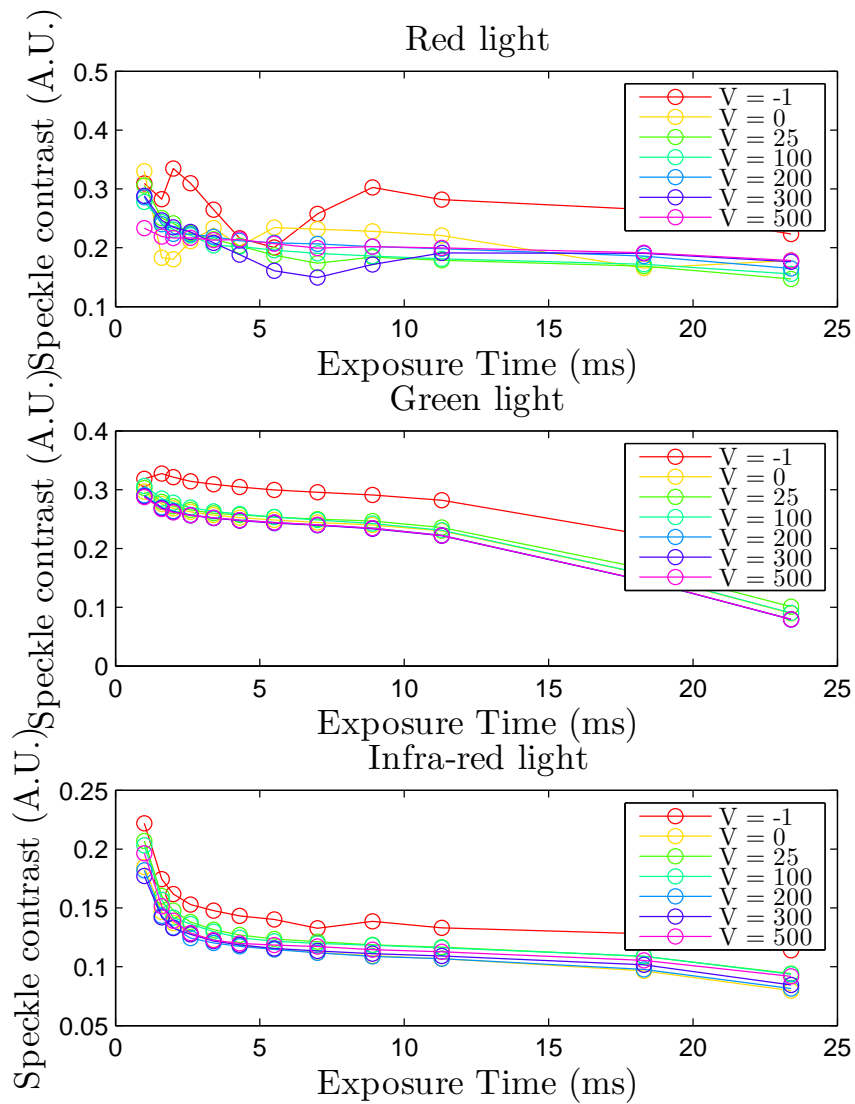 Red light
Speckle contrast (A.U.)
0.5
0.4
0.3
0.2
0.1
V = -1
V = 0
V = 25
V = 100
V = 200
V = 300
V = 500
0 5 10 15 20 25
Exposure Time (ms)
Green light
Speckle contrast (A.U.)
0.4
0.3
0.2
0.1
0
V = -1
V = 0
V = 25
V = 100
V = 200
V = 300
V = 500
0 5 10 15 20 25
Exposure Time (ms)
Infra-red light
Speckle contrast (A.U.)
0.25
0.2
0.15
0.1
0.05
V = -1
V = 0
V = 25
V = 100
V = 200
V = 300
V = 500
0 5 10 15 20 25
Exposure Time (ms)